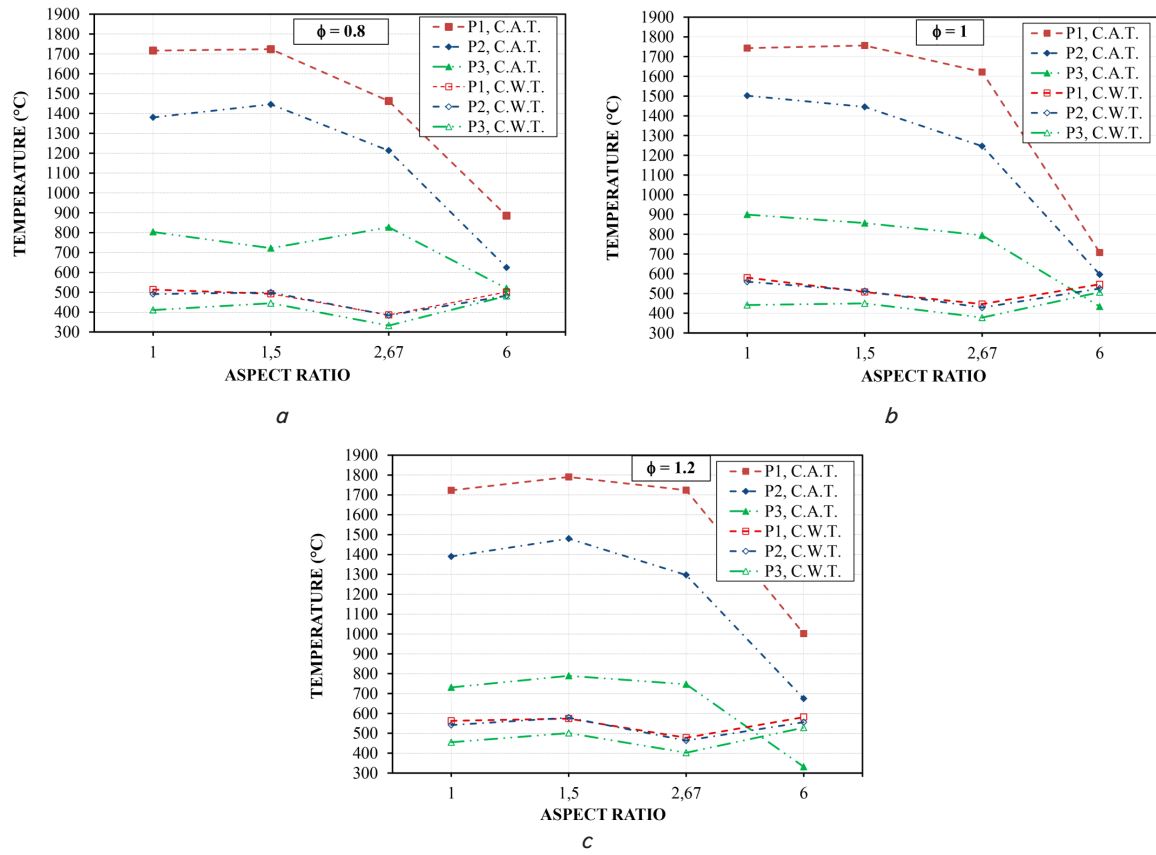 1900
1800
1700
1600
1500
1400
1300
1200
1100
1000
900
800
700
600
500
400
300
TEMPERATURE (°C)
ϕ = 0.8
P1, C.A.T.
P2, C.A.T.
P3, C.A.T.
P1, C.W.T.
P2, C.W.T.
P3, C.W.T.
1 1,5 2,67 6
ASPECT RATIO
a
1900
1800
1700
1600
1500
1400
1300
1200
1100
1000
900
800
700
600
500
400
300
TEMPERATURE (°C)
ϕ = 1
P1, C.A.T.
P2, C.A.T.
P3, C.A.T.
P1, C.W.T.
P2, C.W.T.
P3, C.W.T.
1 1,5 2,67 6
ASPECT RATIO
b
1900
1800
1700
1600
1500
1400
1300
1200
1100
1000
900
800
700
600
500
400
300
TEMPERATURE (°C)
ϕ = 1.2
P1, C.A.T.
P2, C.A.T.
P3, C.A.T.
P1, C.W.T.
P2, C.W.T.
P3, C.W.T.
1 1,5 2,67 6
ASPECT RATIO
c